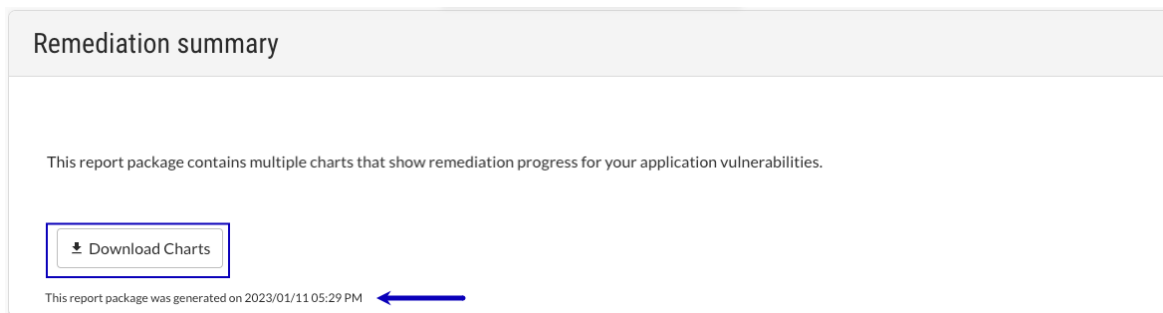 Remediation summary
This report package contains multiple charts that show remediation progress for your application vulnerabilities.
Download Charts
This report package was generated on 2023/01/11 05:29 PM